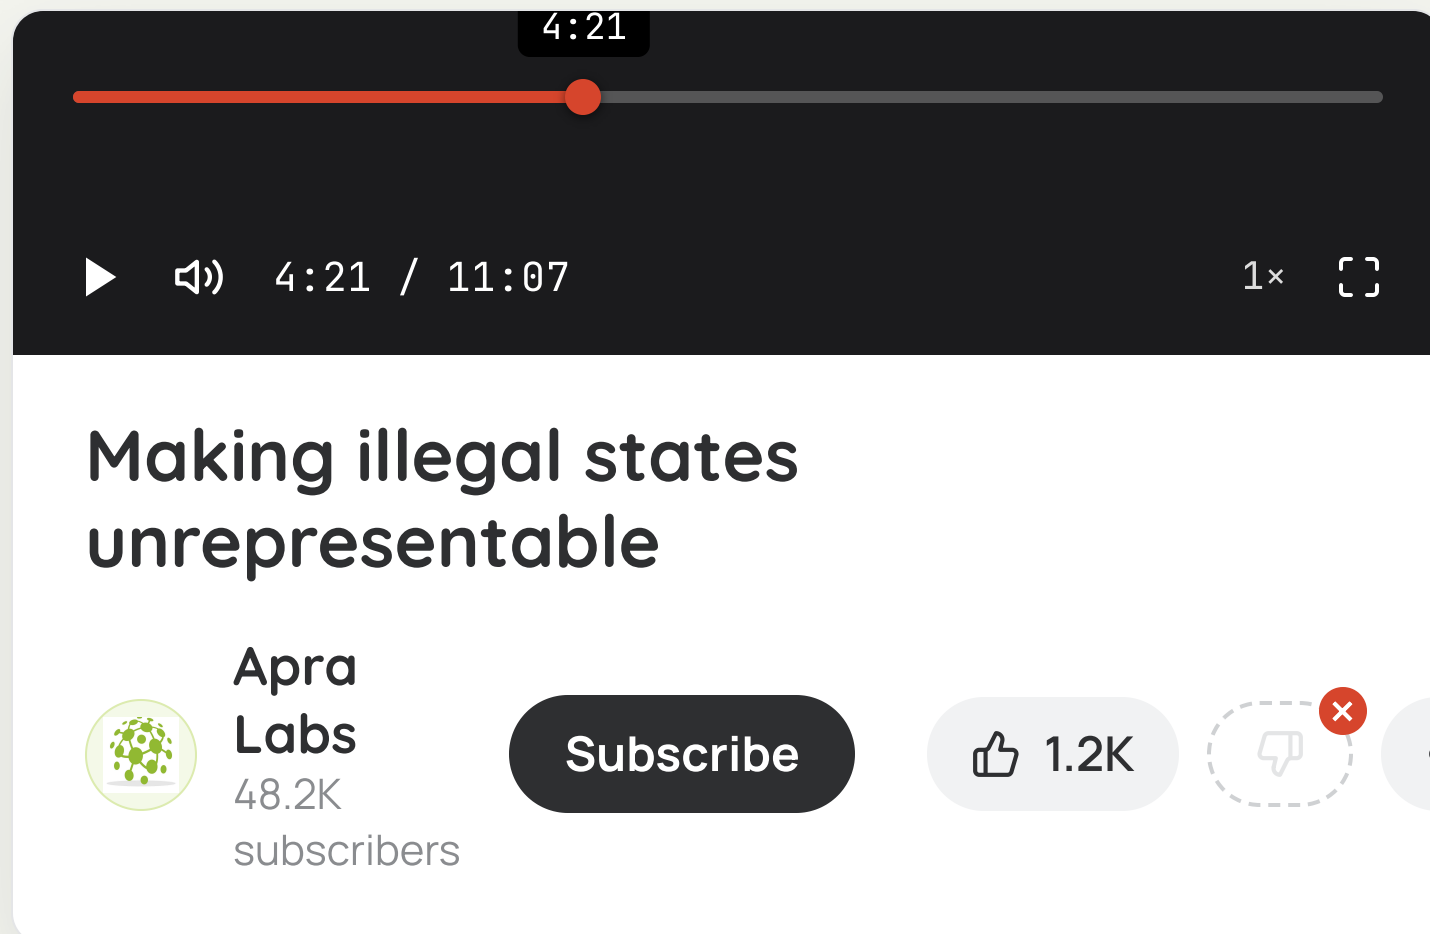 4:21
4:21 / 11:07 1×
Making illegal states
unrepresentable
Apra
Labs
48.2K
subscribers
Subscribe
1.2K